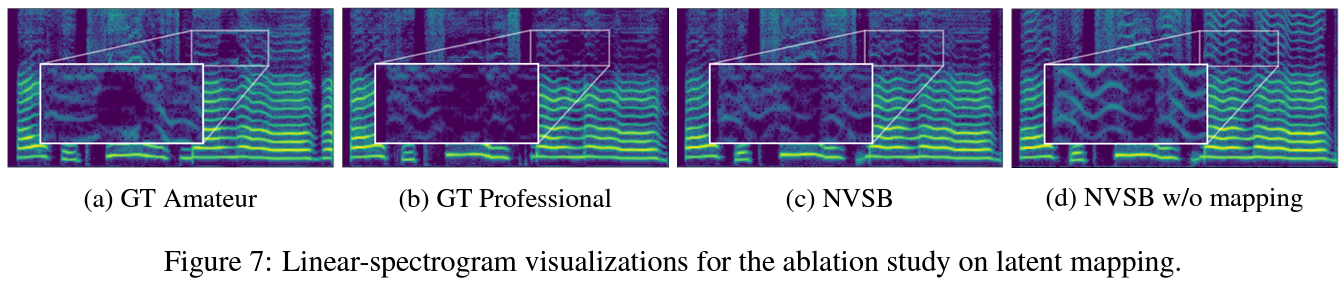 (a) GT Amateur (b) GT Professional (c) NVSB (d) NVSB w/o mapping
Figure 7: Linear-spectrogram visualizations for the ablation study on latent mapping.